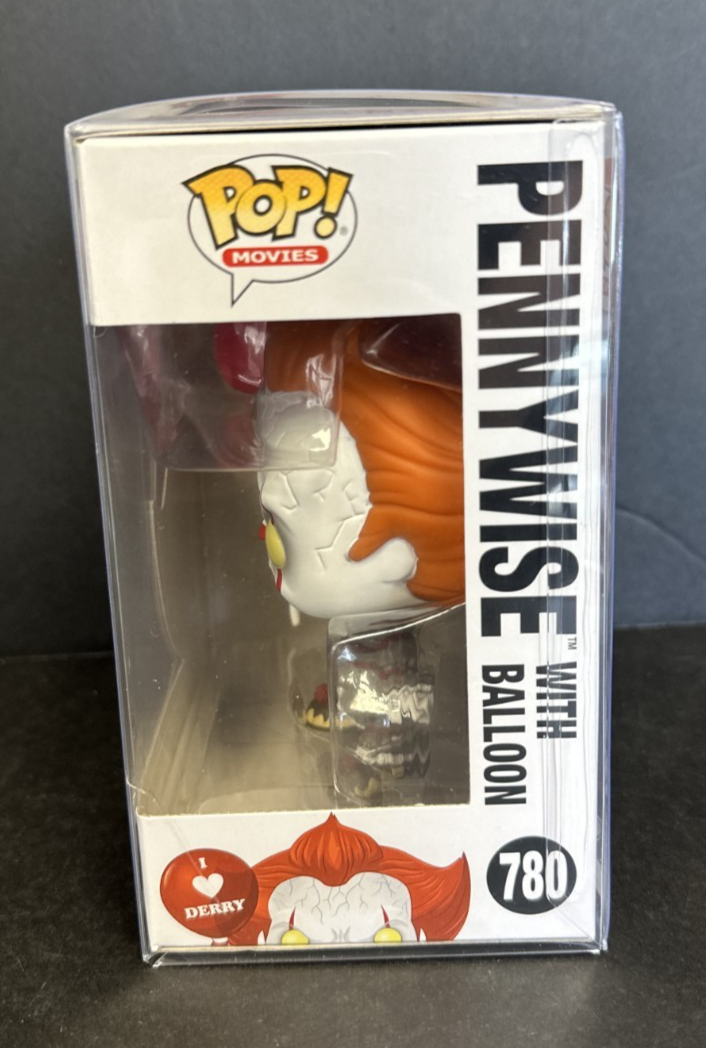 POP!®
MOVIES
PENNYWISE™ WITH
BALLOON
780
I
DERRY